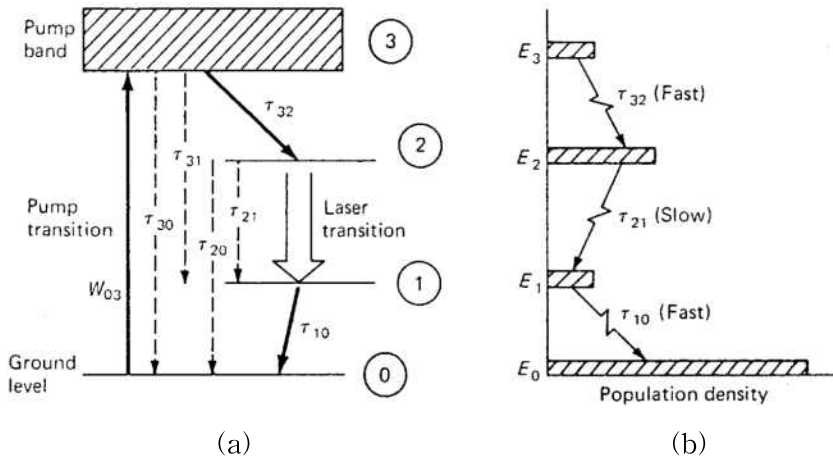 Pump
band
3
τ32
2
τ31
Pump
transition
τ30
τ20
τ21
Laser
transition
W03
1
τ10
Ground
level
0
(a)
E3
τ32 (Fast)
E2
τ21 (Slow)
E1
τ10 (Fast)
E0
Population density
(b)